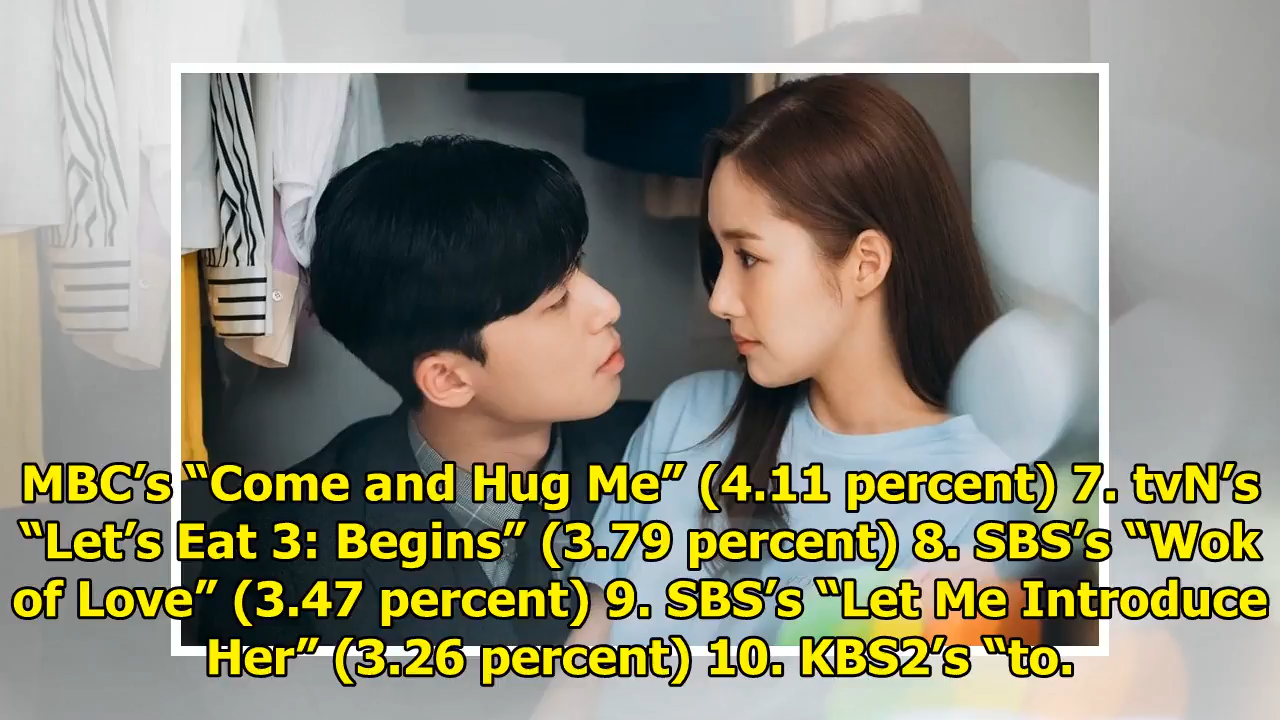 MBC’s “Come and Hug Me” (4.11 percent) 7. tvN’s
“Let’s Eat 3: Begins” (3.79 percent) 8. SBS’s “Wok
of Love” (3.47 percent) 9. SBS’s “Let Me Introduce
Her” (3.26 percent) 10. KBS2’s “to.